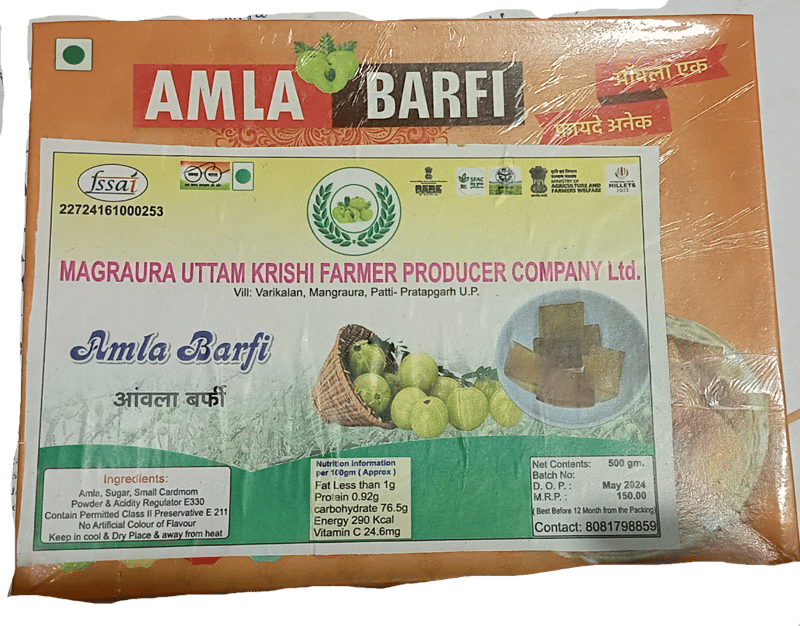 AMLA BARFI
आँवला एक
फ़ायदे अनेक
fssai
22724161000253
SFAC
MINISTRY OF
AGRICULTURE AND
FARMERS WELFARE
MILLETS
2023
MAGRAURA UTTAM KRISHI FARMER PRODUCER COMPANY Ltd.
Vill: Varikalan, Mangraura, Patti- Pratapgarh U.P.
Amla Barfi
आंवला बर्फी
Ingredients:
Amla, Sugar, Small Cardmom
Powder & Acidity Regulator E330
Contain Permitted Class II Preservative E 211
No Artificial Colour of Flavour
Keep in cool & Dry Place & away from heat
Nutrition information
per 100gm ( Approx )
Fat Less than 1g
Protein 0.92g
carbohydrate 76.5g
Energy 290 Kcal
Vitamin C 24.6mg
Net Contents: 500 gm.
Batch No:
D. O. P. : May 2024
M.R.P. : 150.00
( Best Before 12 Month from the Packing)
Contact: 8081798859